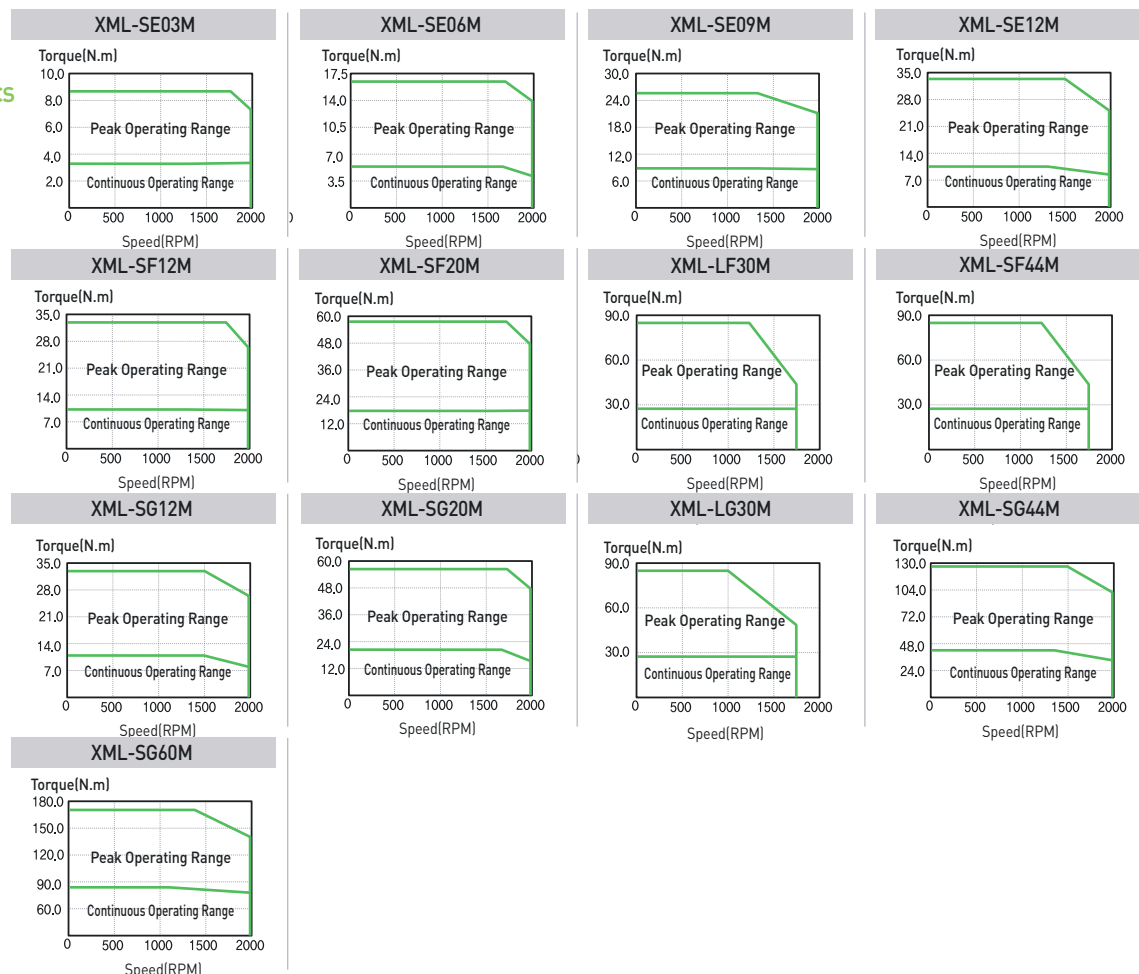 XML-SE03M
Torque(N.m)
10.0
8.0
6.0
4.0
2.0
Peak Operating Range
Continuous Operating Range
0 500 1000 1500 2000
Speed(RPM)
XML-SE06M
Torque(N.m)
17.5
14.0
10.5
7.0
3.5
Peak Operating Range
Continuous Operating Range
0 500 1000 1500 2000
Speed(RPM)
XML-SE09M
Torque(N.m)
30.0
24.0
18.0
12.0
6.0
Peak Operating Range
Continuous Operating Range
0 500 1000 1500 2000
Speed(RPM)
XML-SE12M
Torque(N.m)
35.0
28.0
21.0
14.0
7.0
Peak Operating Range
Continuous Operating Range
0 500 1000 1500 2000
Speed(RPM)
XML-SF12M
Torque(N.m)
35.0
28.0
21.0
14.0
7.0
Peak Operating Range
Continuous Operating Range
0 500 1000 1500 2000
Speed(RPM)
XML-SF20M
Torque(N.m)
60.0
48.0
36.0
24.0
12.0
Peak Operating Range
Continuous Operating Range
0 500 1000 1500 2000
Speed(RPM)
XML-LF30M
Torque(N.m)
90.0
60.0
30.0
Peak Operating Range
Continuous Operating Range
0 500 1000 1500 2000
Speed(RPM)
XML-SF44M
Torque(N.m)
90.0
60.0
30.0
Peak Operating Range
Continuous Operating Range
0 500 1000 1500 2000
Speed(RPM)
XML-SG12M
Torque(N.m)
35.0
28.0
21.0
14.0
7.0
Peak Operating Range
Continuous Operating Range
0 500 1000 1500 2000
Speed(RPM)
XML-SG20M
Torque(N.m)
60.0
48.0
36.0
24.0
12.0
Peak Operating Range
Continuous Operating Range
0 500 1000 1500 2000
Speed(RPM)
XML-LG30M
Torque(N.m)
90.0
60.0
30.0
Peak Operating Range
Continuous Operating Range
0 500 1000 1500 2000
Speed(RPM)
XML-SG44M
Torque(N.m)
130.0
104.0
72.0
48.0
24.0
Peak Operating Range
Continuous Operating Range
0 500 1000 1500 2000
Speed(RPM)
XML-SG60M
Torque(N.m)
180.0
150.0
120.0
90.0
60.0
Peak Operating Range
Continuous Operating Range
0 500 1000 1500 2000
Speed(RPM)